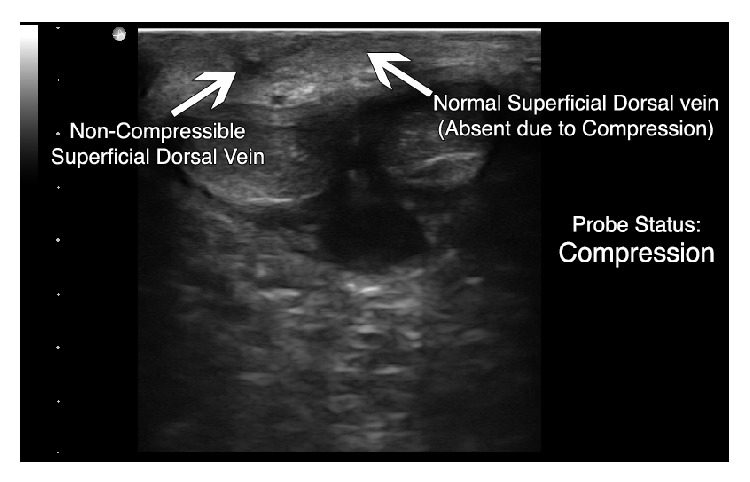 Normal Superficial Dorsal vein
(Absent due to Compression)
Non-Compressible
Superficial Dorsal Vein
Probe Status:
Compression